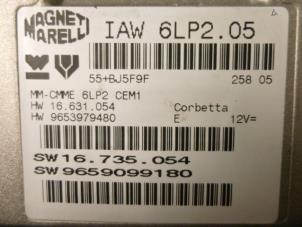 MAGNETI MARELLI
IAW 6LP2.05
55+BJ5F9F 258 05
MM-CMME 6LP2 CEM1
HW 16.631.054 Corbetta
HW 9653979480 E 12V=
SW16.735.054
SW9659099180